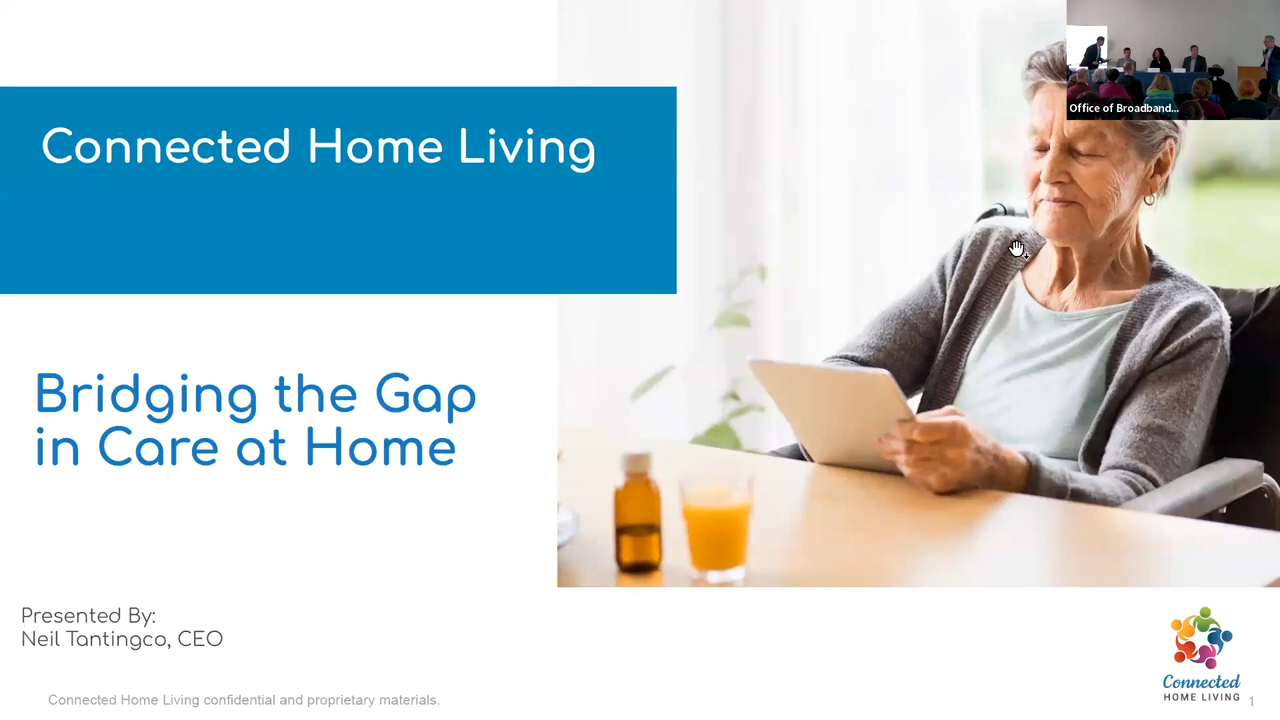 Connected Home Living
Office of Broadband...
Bridging the Gap
in Care at Home
Presented By:
Neil Tantingco, CEO
Connected
HOME LIVING
Connected Home Living confidential and proprietary materials.
1